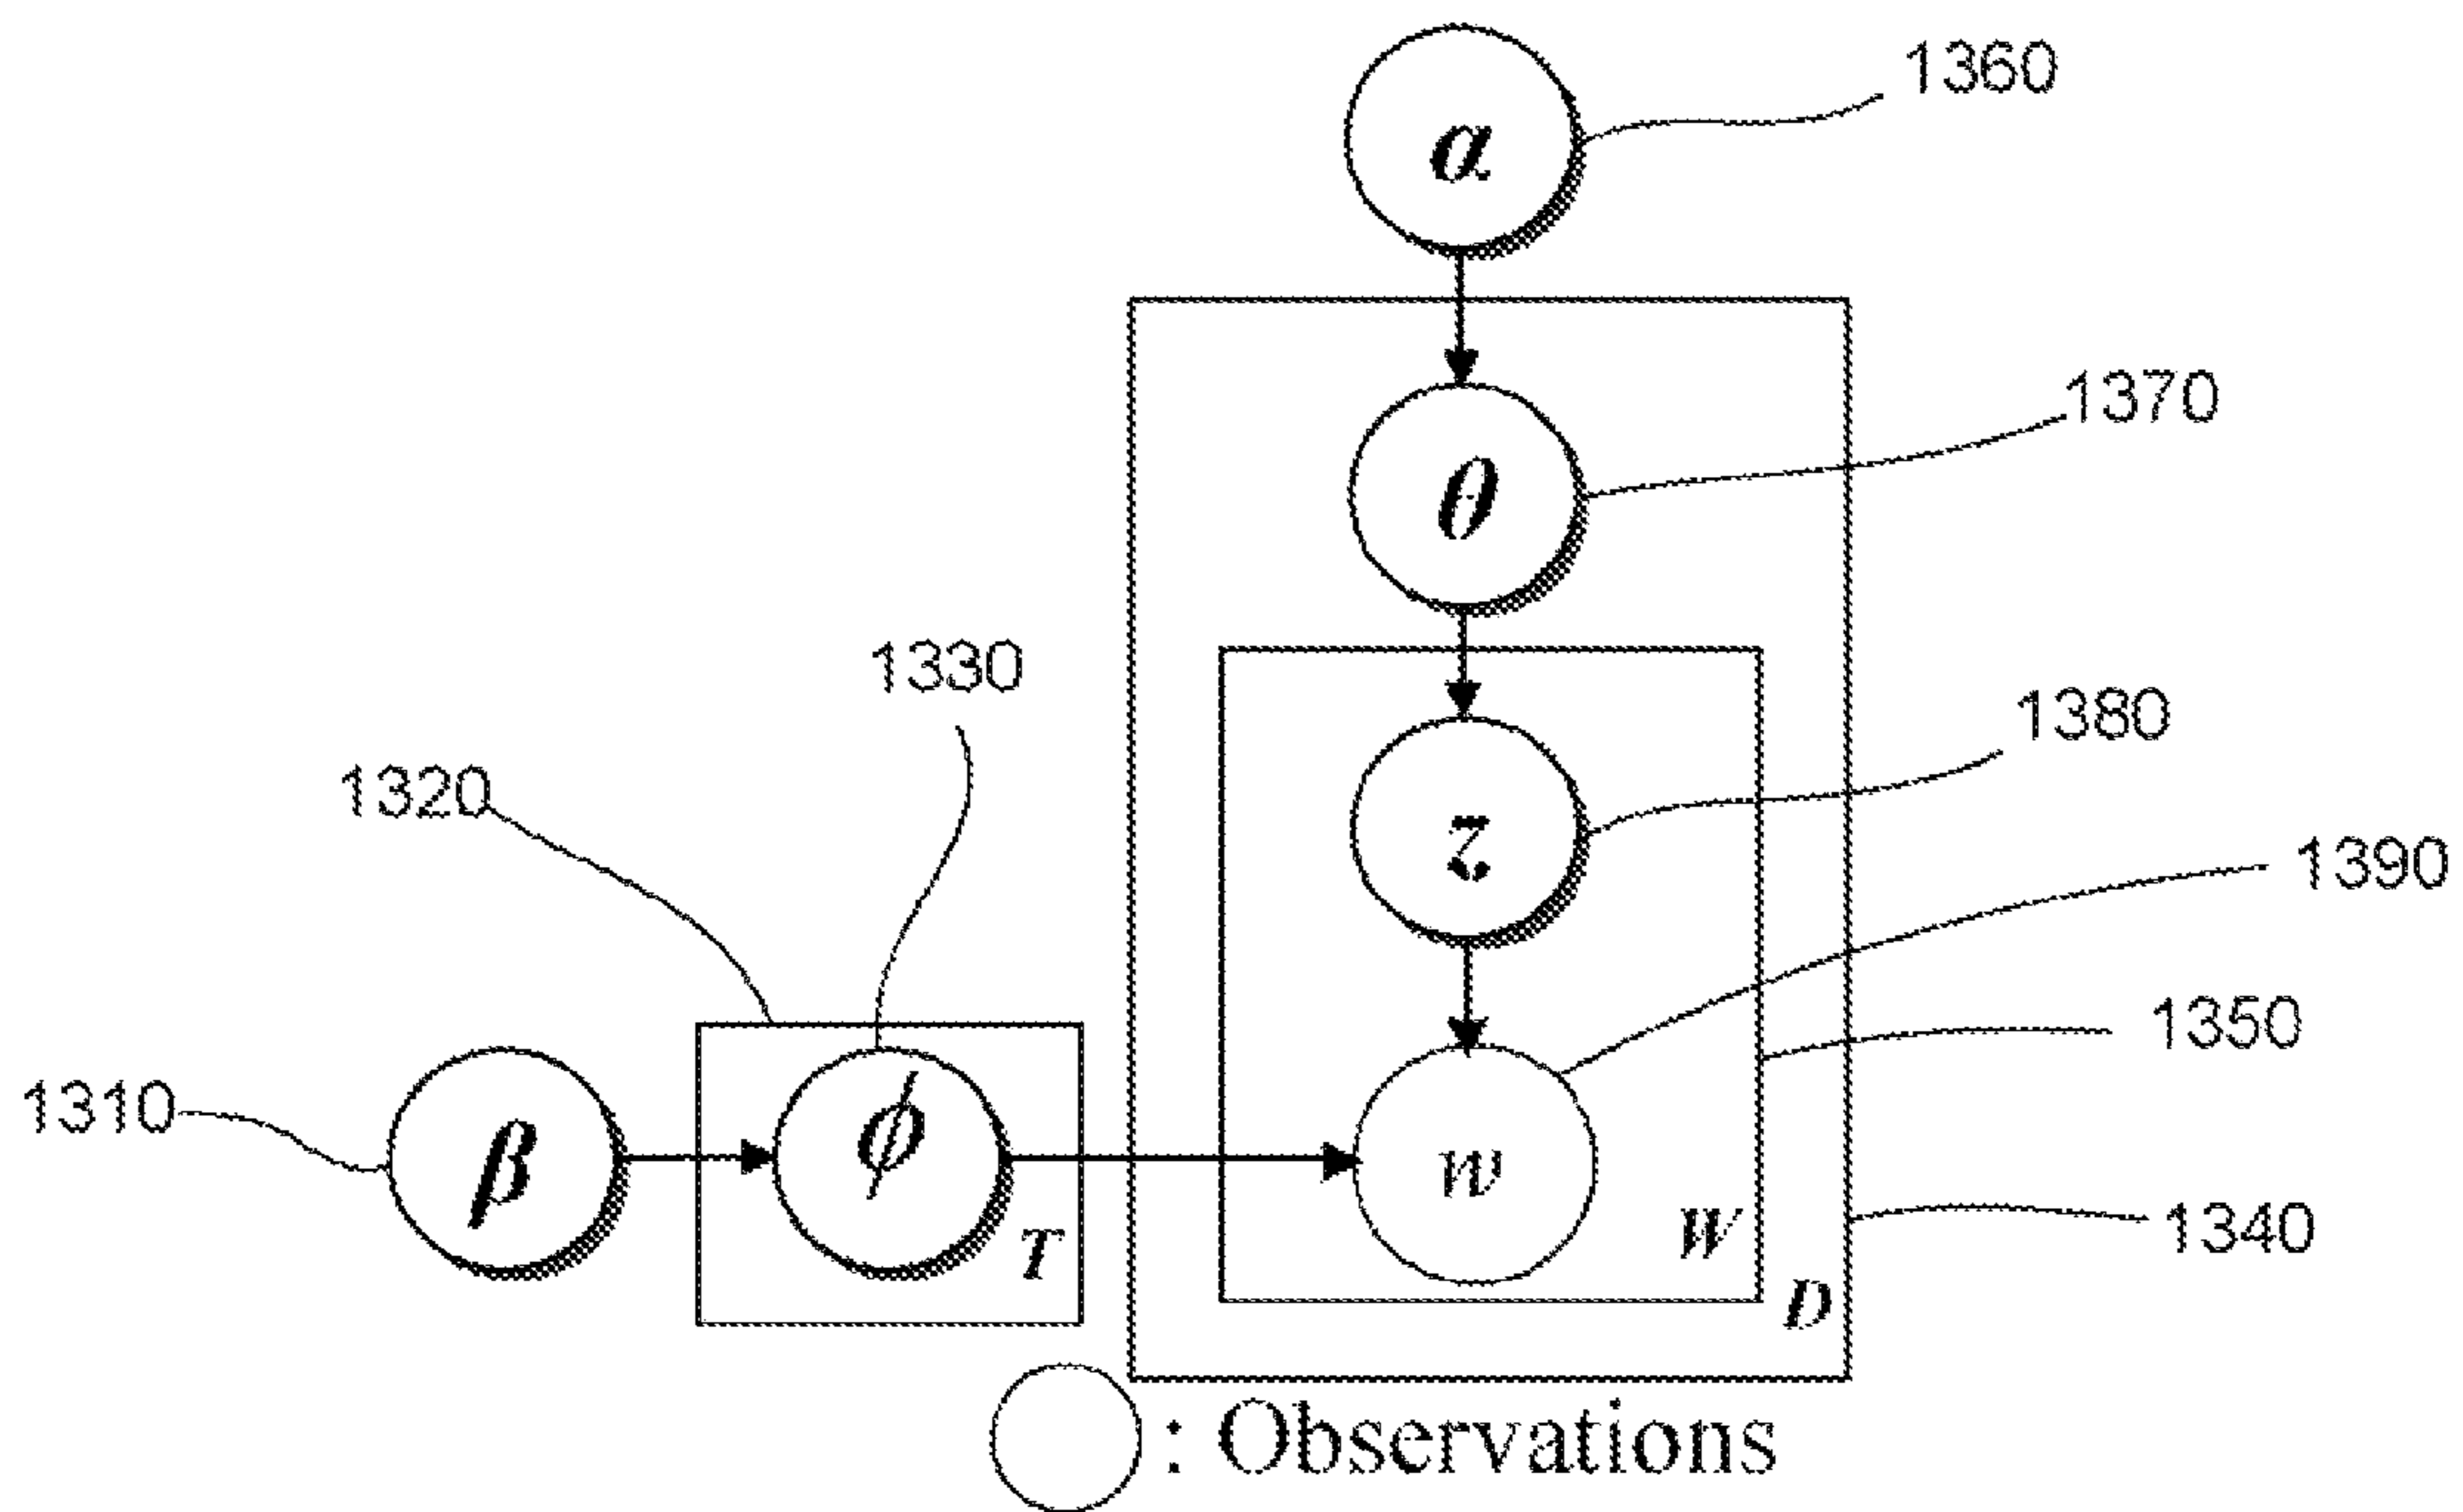 1360
α
1370
θ
1330
1380
1320
z
1390
1350
1310
β
ϕ
w
1340
T
W
D
: Observations